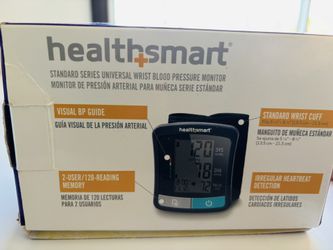 healthsmart®
STANDARD SERIES UNIVERSAL WRIST BLOOD PRESSURE MONITOR
MONITOR DE PRESIÓN ARTERIAL PARA MUÑECA SERIE ESTÁNDAR
VISUAL BP GUIDE
GUÍA VISUAL DE LA PRESIÓN ARTERIAL
STANDARD WRIST CUFF
MANGUITO DE MUÑECA ESTÁNDAR
healthsmart
120
78
2-USER/120-READING
MEMORY
MEMORIA DE 120 LECTURAS
PARA 2 USUARIOS
IRREGULAR HEARTBEAT
DETECTION
DETECCIÓN DE LATIDOS
CARDÍACOS IRREGULARES